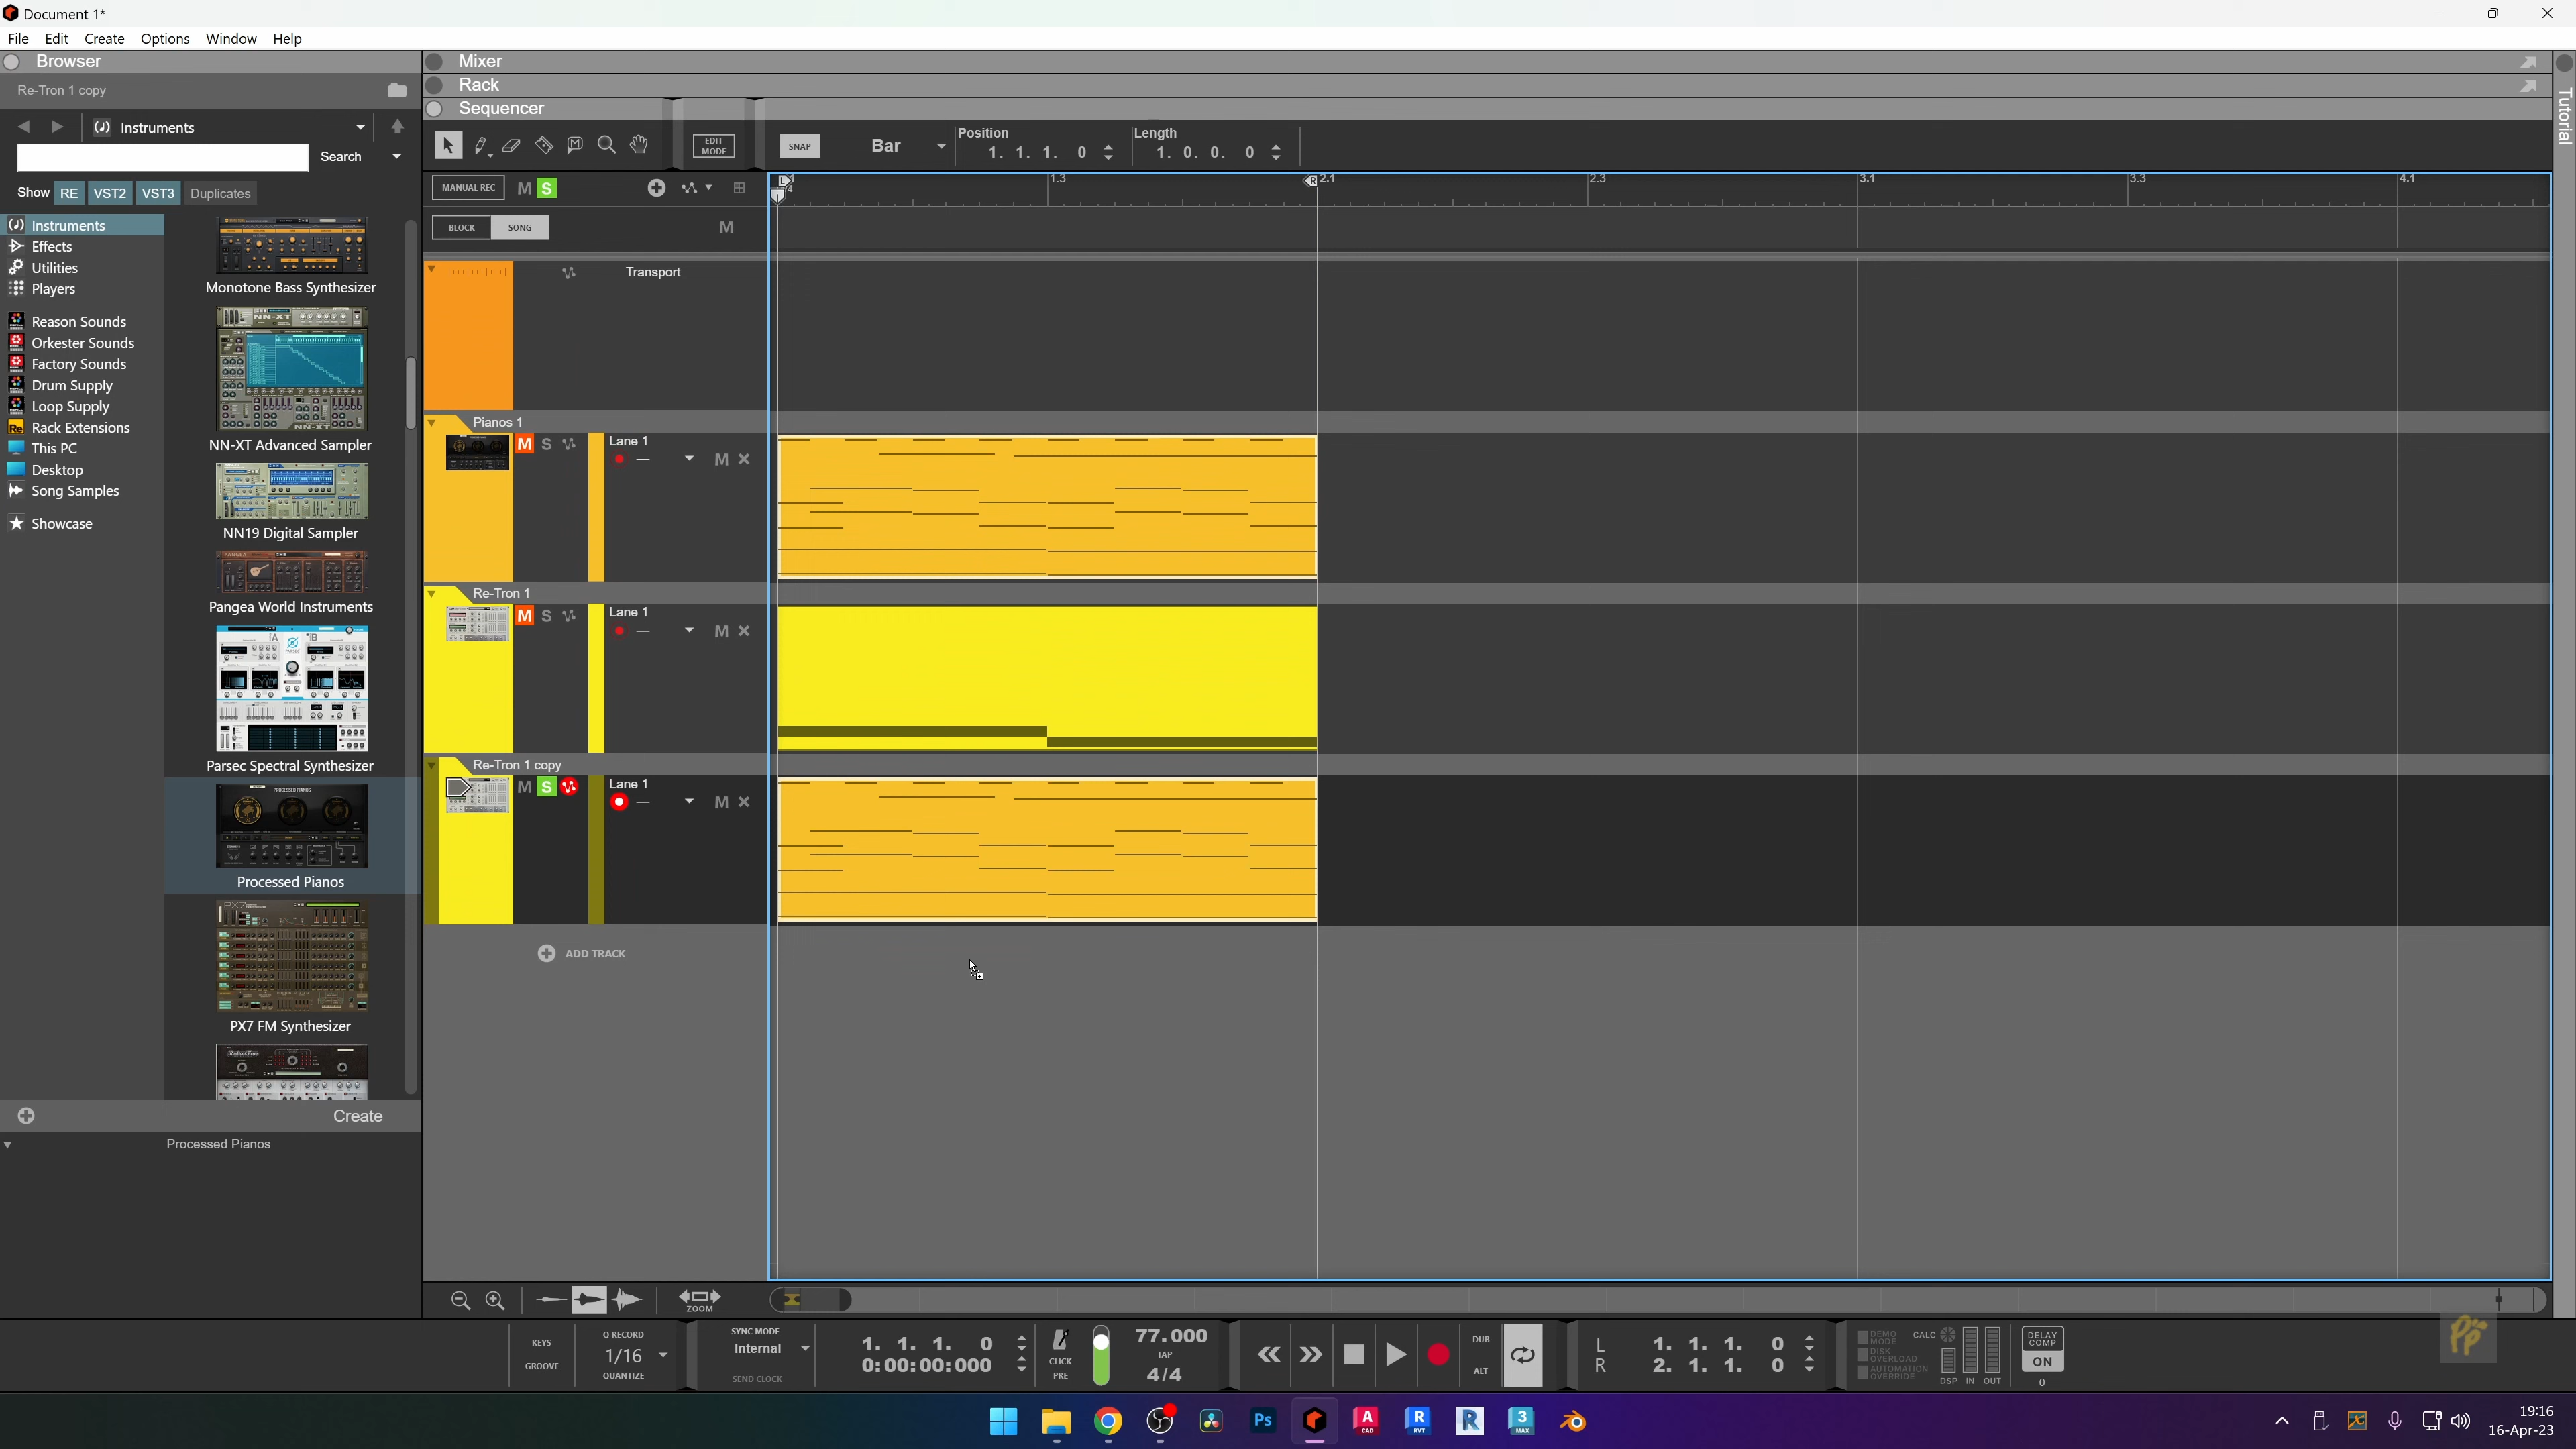 Document 1*
File Edit Create Options Window Help
Browser
Re-Tron 1 copy
Instruments
Search
Show RE VST2 VST3 Duplicates
Instruments
Effects
Utilities
Players
Reason Sounds
Orkester Sounds
Factory Sounds
Drum Supply
Loop Supply
Rack Extensions
This PC
Desktop
Song Samples
Showcase
Monotone Bass Synthesizer
NN-XT Advanced Sampler
NN19 Digital Sampler
Pangea World Instruments
Parsec Spectral Synthesizer
Processed Pianos
PX7 FM Synthesizer
Create
Processed Pianos
Mixer
Rack
Sequencer
EDIT MODE
SNAP
Bar
Position
1. 1. 1. 0
Length
1. 0. 0. 0
MANUAL REC M S
BLOCK SONG M
1.3 2.1 2.3 3.1 3.3 4.1
Transport
Pianos 1
M S Lane 1
M
Re-Tron 1
M S Lane 1
M
Re-Tron 1 copy
M S Lane 1
M
ADD TRACK
ZOOM
KEYS
GROOVE
Q RECORD
1/16
QUANTIZE
SYNC MODE
Internal
SEND CLOCK
1. 1. 1. 0
0:00:00:000
CLICK
PRE
77.000
TAP
4/4
DUB
ALT
L 1. 1. 1. 0
R 2. 1. 1. 0
DEMO MODE
DISK OVERLOAD
AUTOMATION OVERRIDE
CALC
DSP IN OUT
DELAY COMP
ON
0
Tutorial
19:16
16-Apr-23